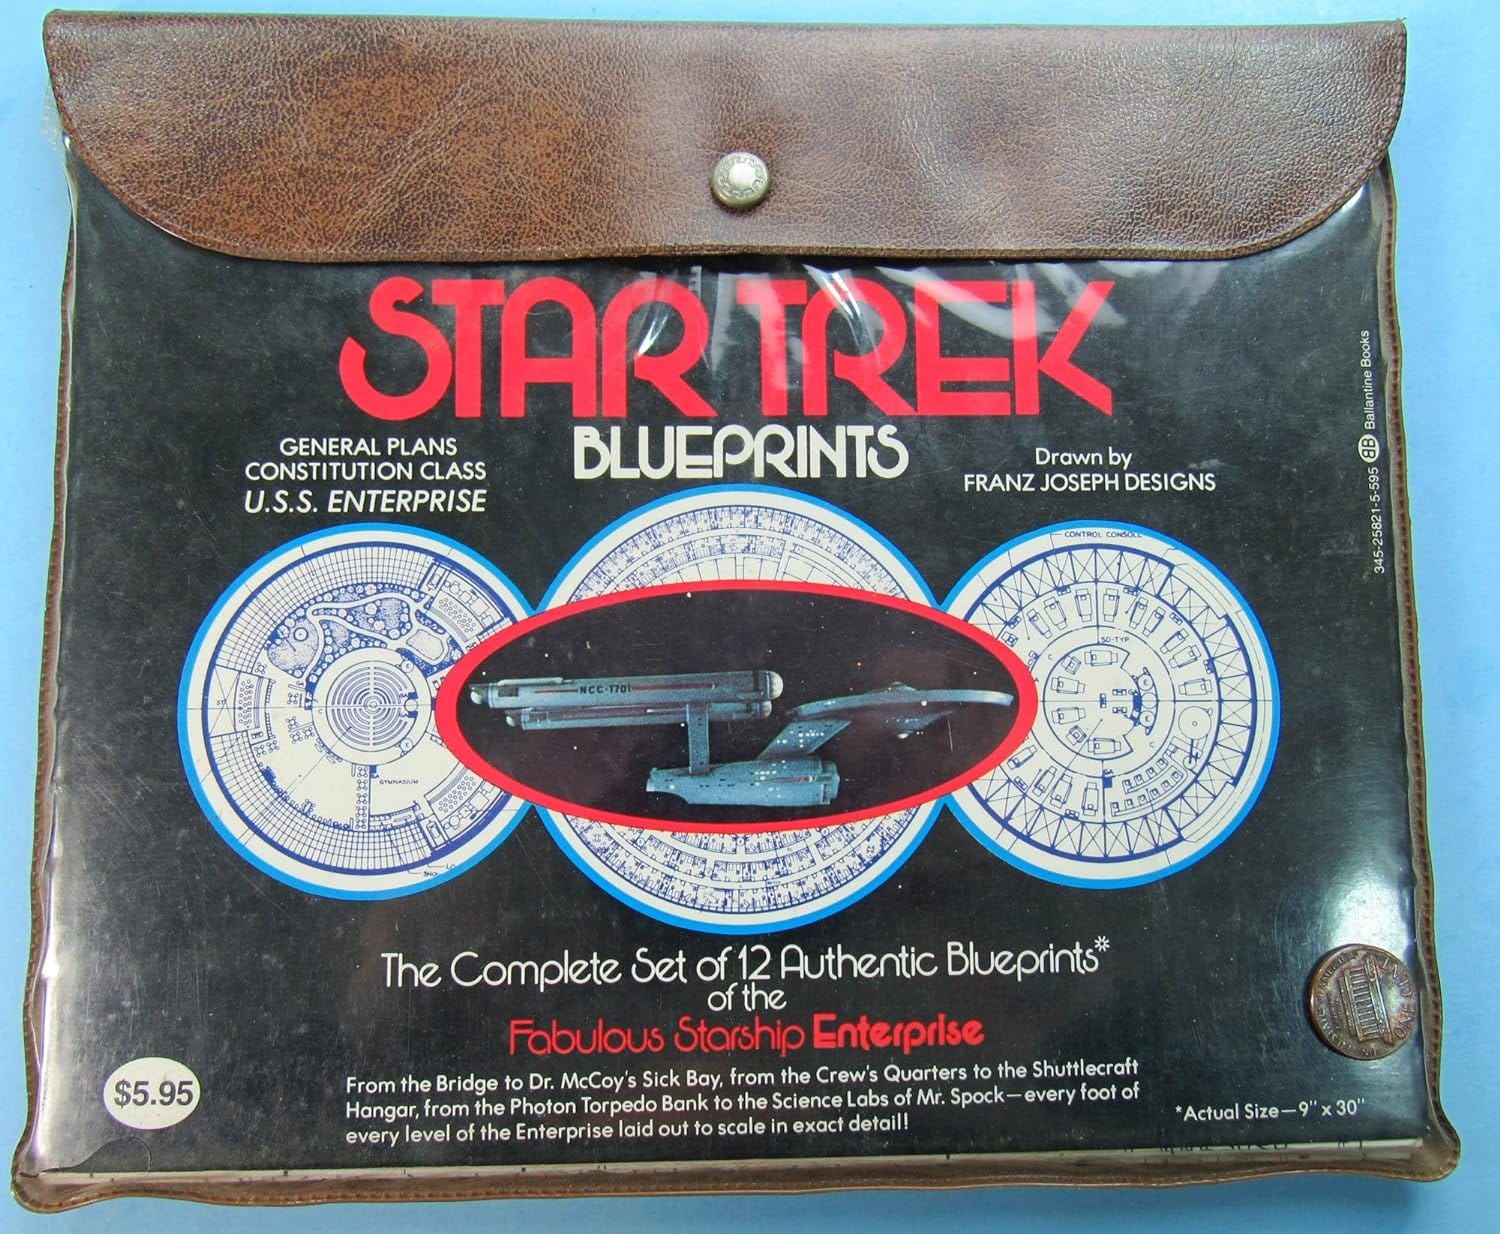 STAR TREK
BLUEPRINTS
GENERAL PLANS
CONSTITUTION CLASS
U.S.S. ENTERPRISE
Drawn by
FRANZ JOSEPH DESIGNS
345-25821-5-595 BB Ballantine Books
CONTROL CONSOLE
SD-TYP
NCC-1701
GYMNASIUM
The Complete Set of 12 Authentic Blueprints*
of the
Fabulous Starship Enterprise
$5.95
From the Bridge to Dr. McCoy's Sick Bay, from the Crew's Quarters to the Shuttlecraft
Hangar, from the Photon Torpedo Bank to the Science Labs of Mr. Spock—every foot of
every level of the Enterprise laid out to scale in exact detail!
*Actual Size—9" x 30"